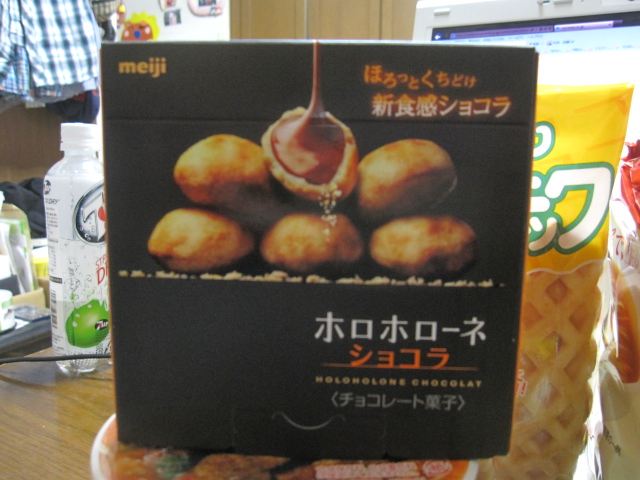 meiji
ほろっとくちどけ
新食感ショコラ
ホロホローネ
ショコラ
HOLOHOLONE CHOCOLAT
〈チョコレート菓子〉